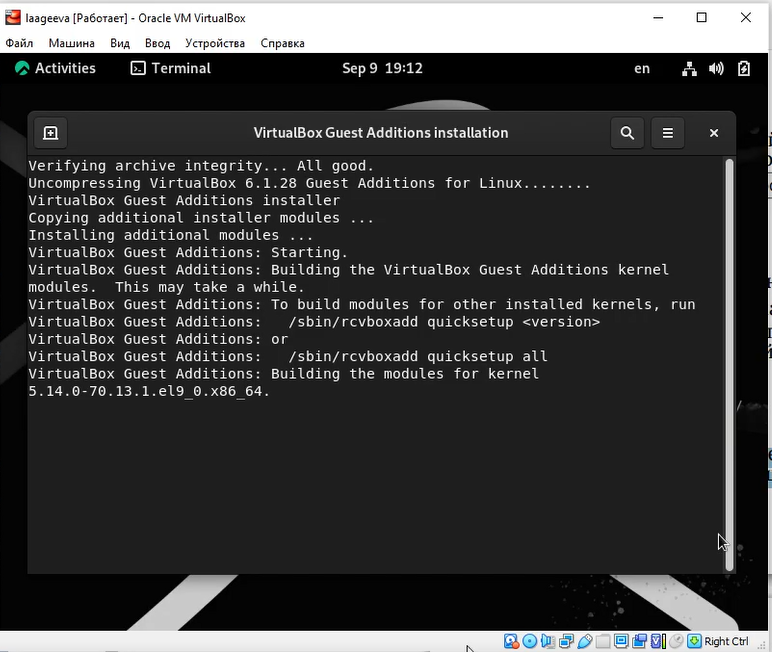 laageeva [Работает] - Oracle VM VirtualBox
Файл Машина Вид Ввод Устройства Справка
Activities Terminal Sep 9 19:12 en
VirtualBox Guest Additions installation
Verifying archive integrity... All good.
Uncompressing VirtualBox 6.1.28 Guest Additions for Linux........
VirtualBox Guest Additions installer
Copying additional installer modules ...
Installing additional modules ...
VirtualBox Guest Additions: Starting.
VirtualBox Guest Additions: Building the VirtualBox Guest Additions kernel
modules.  This may take a while.
VirtualBox Guest Additions: To build modules for other installed kernels, run
VirtualBox Guest Additions:   /sbin/rcvboxadd quicksetup <version>
VirtualBox Guest Additions: or
VirtualBox Guest Additions:   /sbin/rcvboxadd quicksetup all
VirtualBox Guest Additions: Building the modules for kernel
5.14.0-70.13.1.el9_0.x86_64.
Right Ctrl